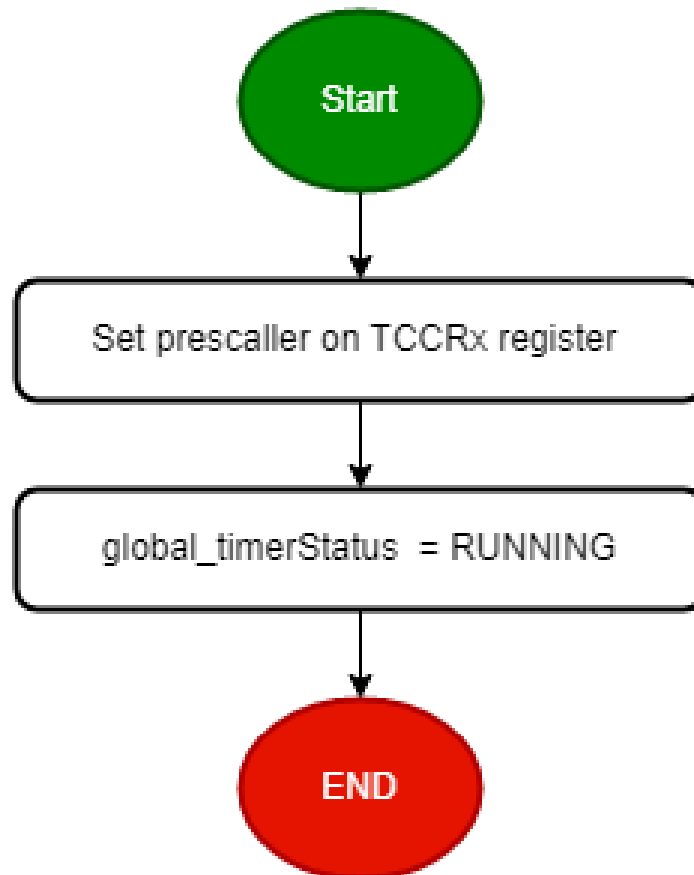 Start
Set prescaller on TCCRx register
global_timerStatus = RUNNING
END